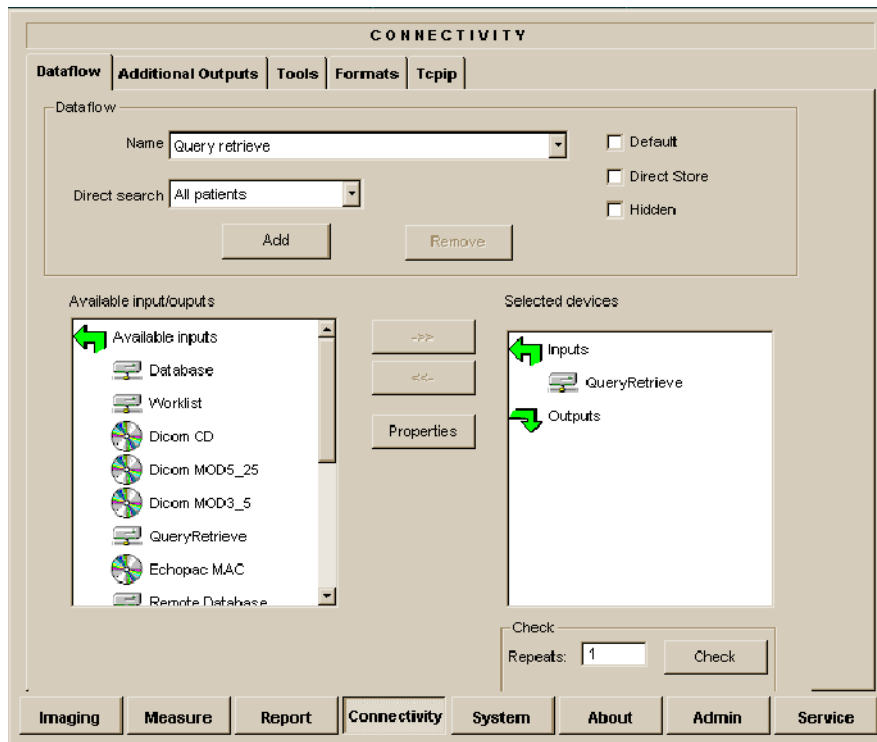 CONNECTIVITY
Dataflow Additional Outputs Tools Formats Tcpip
Dataflow
Name Query retrieve
Default
Direct search All patients
Direct Store
Hidden
Add Remove
Available input/ouputs
Available inputs
Database
Worklist
Dicom CD
Dicom MOD5_25
Dicom MOD3_5
QueryRetrieve
Echopac MAC
Remote Database
->>
<<-
Properties
Selected devices
Inputs
QueryRetrieve
Outputs
Check
Repeats: 1 Check
Imaging Measure Report Connectivity System About Admin Service